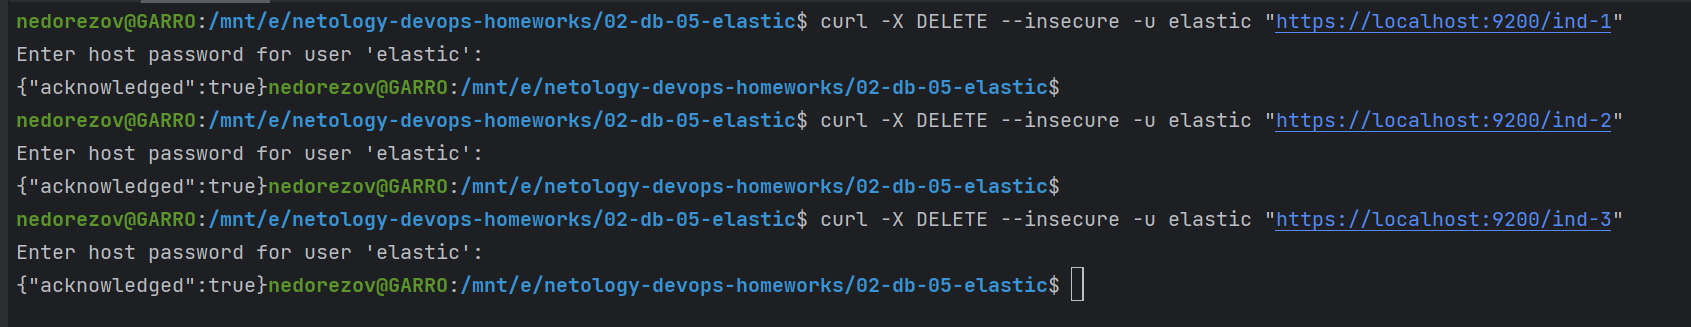 nedorezov@GARRO:/mnt/e/netology-devops-homeworks/02-db-05-elastic$ curl -X DELETE --insecure -u elastic "https://localhost:9200/ind-1"
Enter host password for user 'elastic':
{"acknowledged":true}nedorezov@GARRO:/mnt/e/netology-devops-homeworks/02-db-05-elastic$
nedorezov@GARRO:/mnt/e/netology-devops-homeworks/02-db-05-elastic$ curl -X DELETE --insecure -u elastic "https://localhost:9200/ind-2"
Enter host password for user 'elastic':
{"acknowledged":true}nedorezov@GARRO:/mnt/e/netology-devops-homeworks/02-db-05-elastic$
nedorezov@GARRO:/mnt/e/netology-devops-homeworks/02-db-05-elastic$ curl -X DELETE --insecure -u elastic "https://localhost:9200/ind-3"
Enter host password for user 'elastic':
{"acknowledged":true}nedorezov@GARRO:/mnt/e/netology-devops-homeworks/02-db-05-elastic$